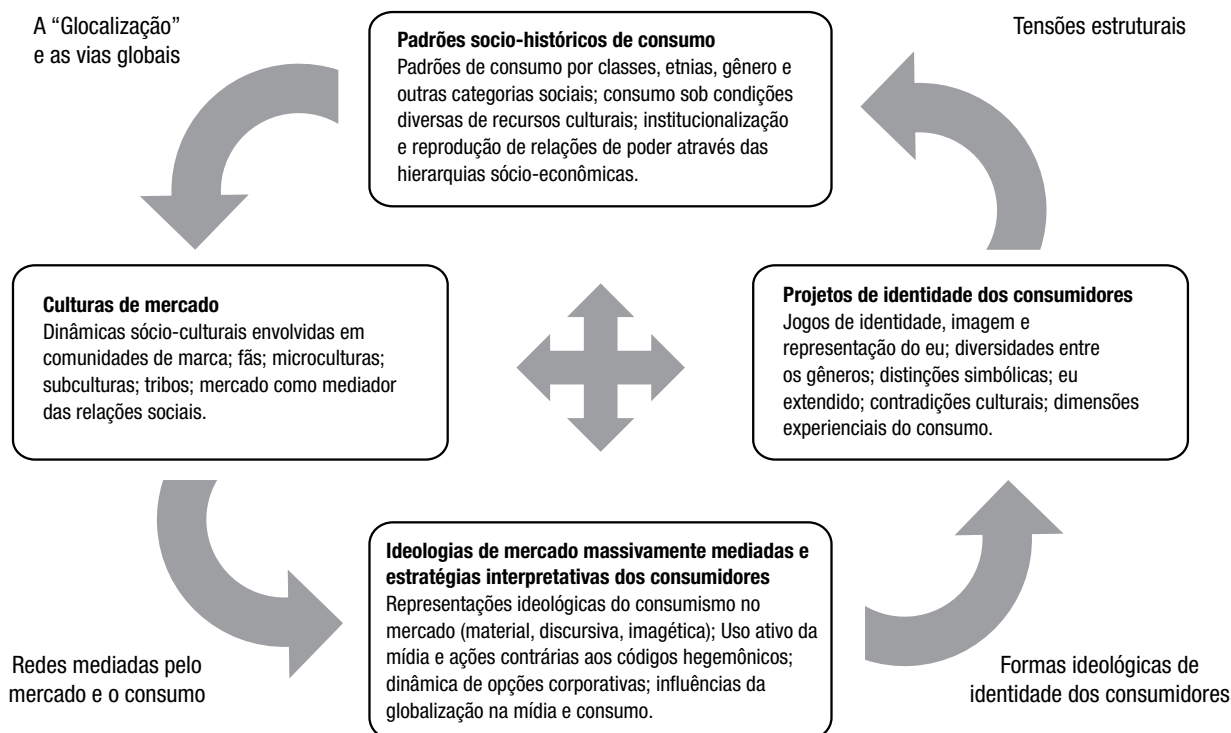 A “Glocalização”
e as vias globais
Padrões socio-históricos de consumo
Padrões de consumo por classes, etnias, gênero e
outras categorias sociais; consumo sob condições
diversas de recursos culturais; institucionalização
e reprodução de relações de poder através das
hierarquias sócio-econômicas.
Tensões estruturais
Culturas de mercado
Dinâmicas sócio-culturais envolvidas em
comunidades de marca; fãs; microculturas;
subculturas; tribos; mercado como mediador
das relações sociais.
Projetos de identidade dos consumidores
Jogos de identidade, imagem e
representação do eu; diversidades entre
os gêneros; distinções simbólicas; eu
extendido; contradições culturais; dimensões
experienciais do consumo.
Redes mediadas pelo
mercado e o consumo
Ideologias de mercado massivamente mediadas e
estratégias interpretativas dos consumidores
Representações ideológicas do consumismo no
mercado (material, discursiva, imagética); Uso ativo da
mídia e ações contrárias aos códigos hegemônicos;
dinâmica de opções corporativas; influências da
globalização na mídia e consumo.
Formas ideológicas de
identidade dos consumidores